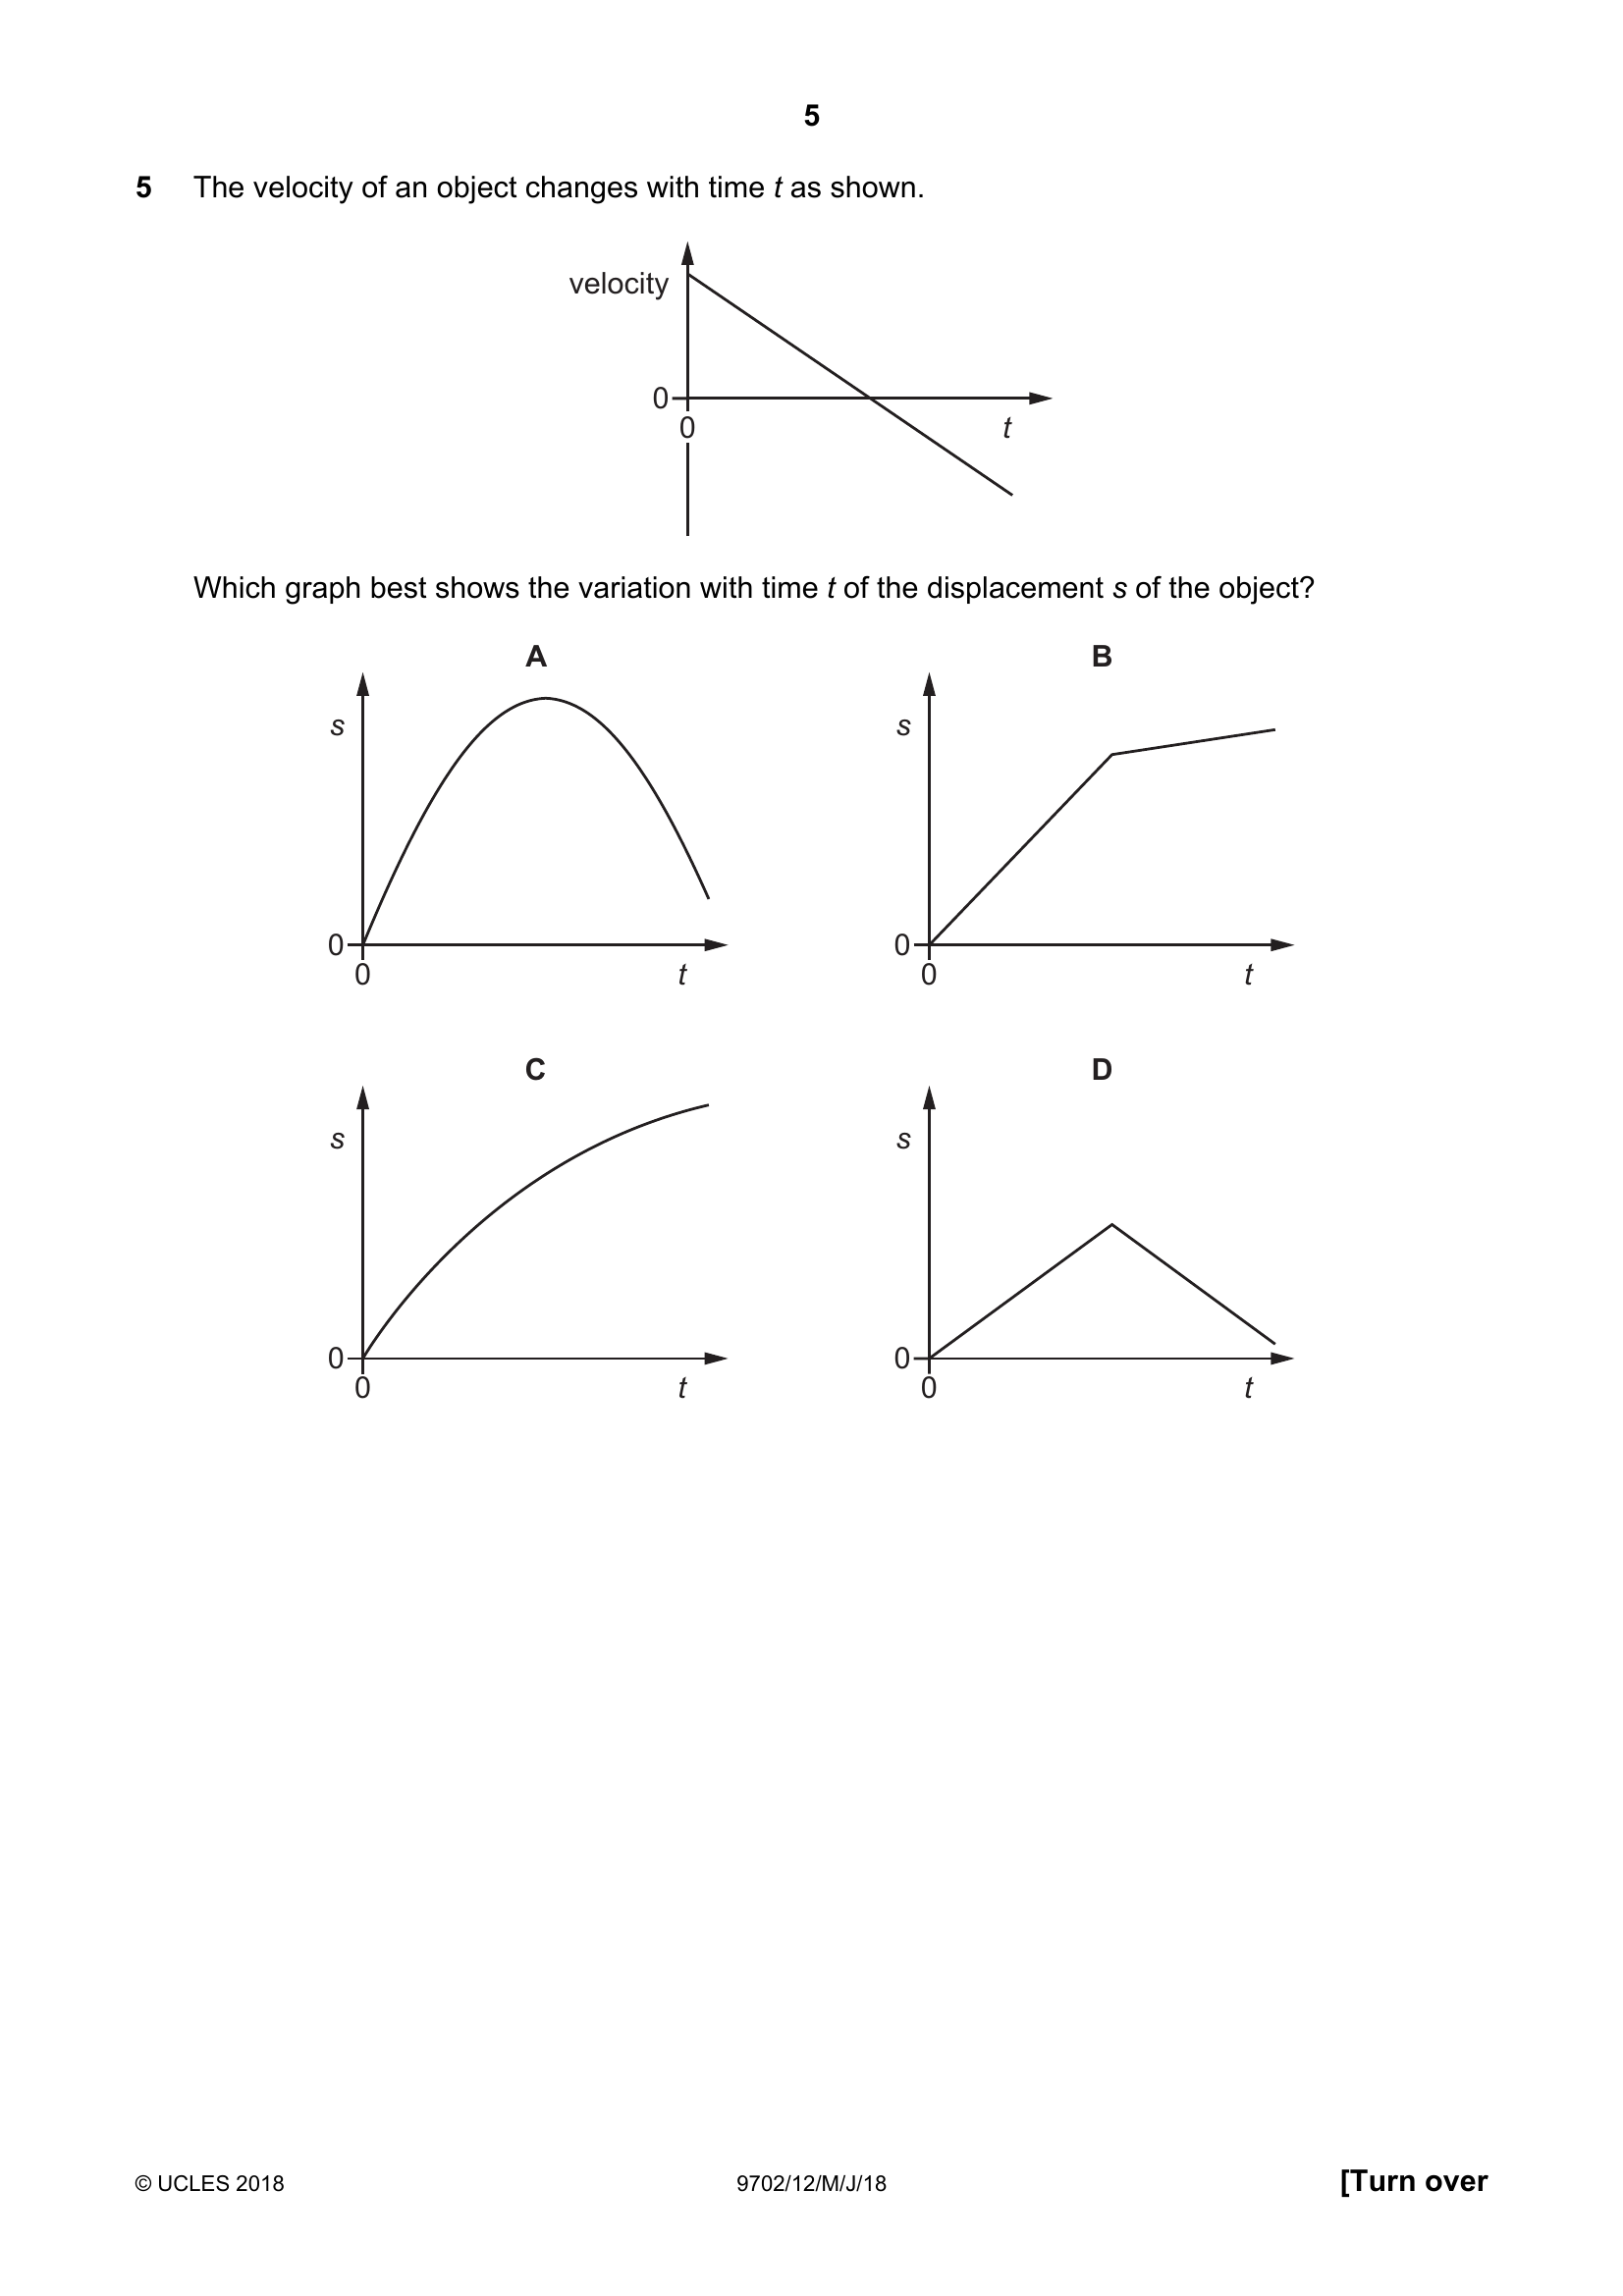 5
5 The velocity of an object changes with time t as shown.
velocity
0
0 t
Which graph best shows the variation with time t of the displacement s of the object?
A B
s s
0 0
0 t 0 t
C D
s s
0 0
0 t 0 t
© UCLES 2018 9702/12/M/J/18 [Turn over